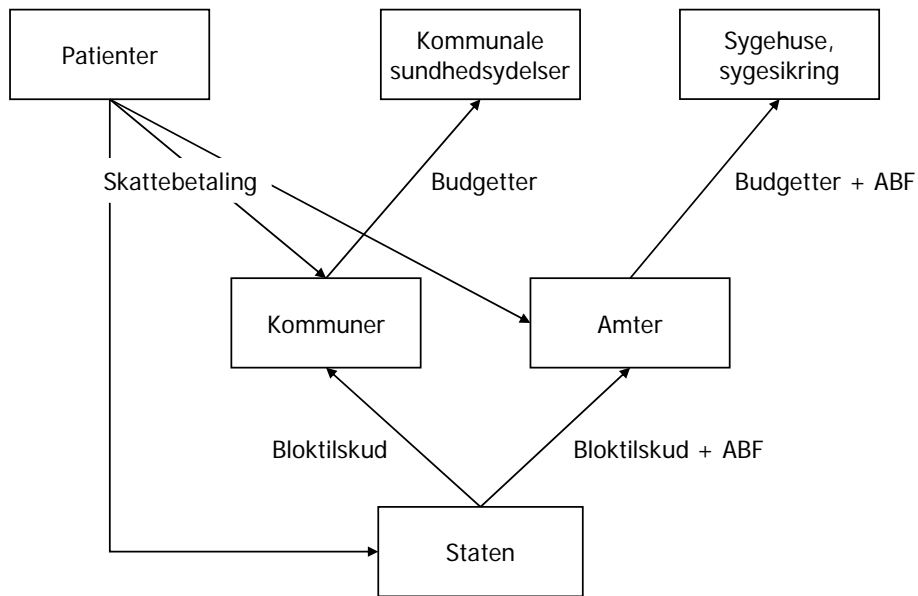 Patienter
Kommunale
sundhedsydelser
Sygehuse,
sygesikring
Skattebetaling
Budgetter
Budgetter + ABF
Kommuner
Amter
Bloktilskud
Bloktilskud + ABF
Staten